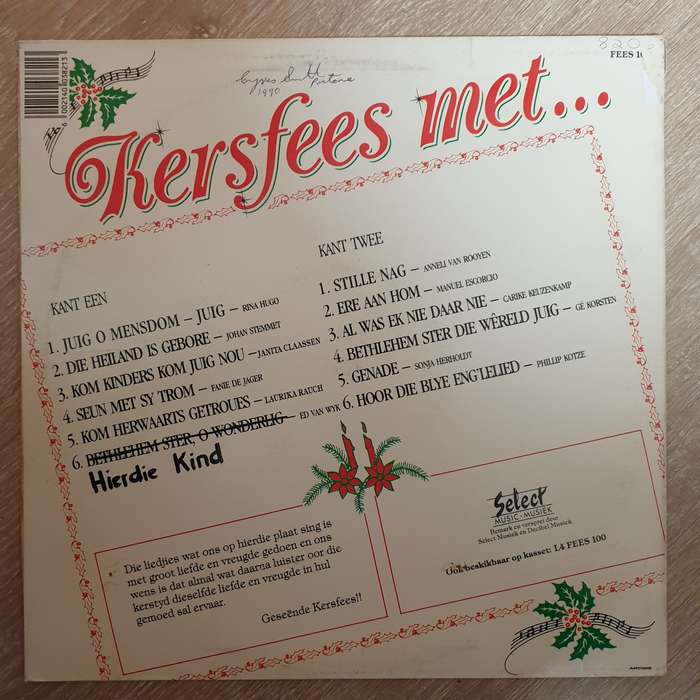 6 002140 038213
820
FEES 10
1990
Kersfees met...
KANT EEN
1. JUIG O MENSDOM – JUIG – RINA HUGO
2. DIE HEILAND IS GEBORE – JOHAN STEMMET
3. KOM KINDERS KOM JUIG NOU – JANITA CLAASSEN
4. SEUN MET SY TROM – FANIE DE JAGER
5. KOM HERWAARTS GETROUES – LAURIKA RAUCH
6. BETHLEHEM STER, O WONDERLIG – ED VAN WYK
Hierdie Kind
KANT TWEE
1. STILLE NAG – ANNELI VAN ROOYEN
2. ERE AAN HOM – MANUEL ESCORCIO
3. AL WAS EK NIE DAAR NIE – CARIKE KEUZENKAMP
4. BETHLEHEM STER DIE WÊRELD JUIG – GÉ KORSTEN
5. GENADE – SONJA HERHOLDT
6. HOOR DIE BLYE ENG'LELIED – PHILLIP KOTZE
Die liedjies wat ons op hierdie plaat sing is
met groot liefde en vreugde gedoen en ons
wens is dat almal wat daarna luister oor die
kerstyd dieselfde liefde en vreugde in hul
gemoed sal ervaar.
Geseënde Kersfees!!
Select
MUSIC • MUSIEK
Bemark en versprei deur
Select Musiek en Decibel Musiek
Ook beskikbaar op kasset: L4 FEES 100